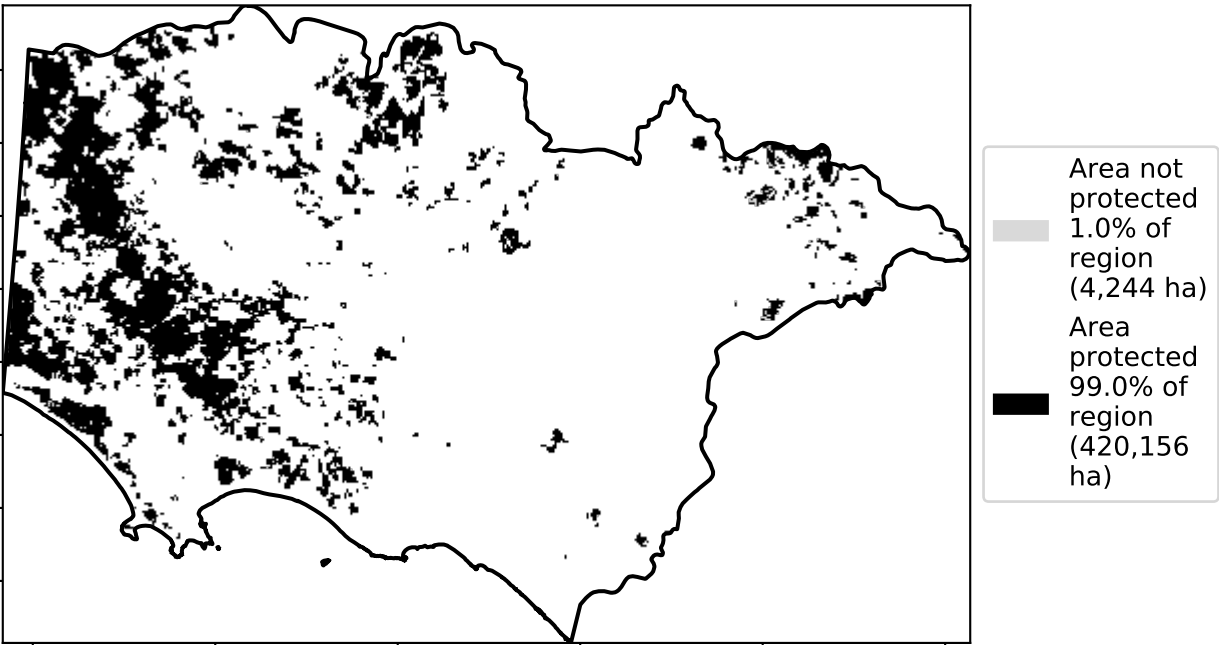 Area not
protected
1.0% of
region
(4,244 ha)
Area
protected
99.0% of
region
(420,156
ha)